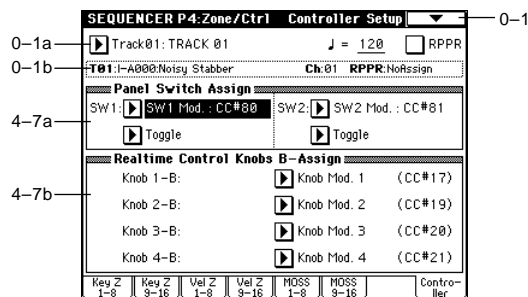 SEQUENCER P4:Zone/Ctrl Controller Setup
0–1
0–1a
Track01: TRACK 01
♩ = 120
RPPR
0–1b
T01:I-A000:Noisy Stabber Ch:01 RPPR:NoAssign
Panel Switch Assign
4–7a
SW1: SW1 Mod. : CC#80 SW2: SW2 Mod. : CC#81
Toggle Toggle
Realtime Control Knobs B-Assign
4–7b
Knob 1-B: Knob Mod. 1 (CC#17)
Knob 2-B: Knob Mod. 2 (CC#19)
Knob 3-B: Knob Mod. 3 (CC#20)
Knob 4-B: Knob Mod. 4 (CC#21)
Key Z 1-8 Key Z 9-16 Vel Z 1-8 Vel Z 9-16 MOSS 1-8 MOSS 9-16 Contro-ller